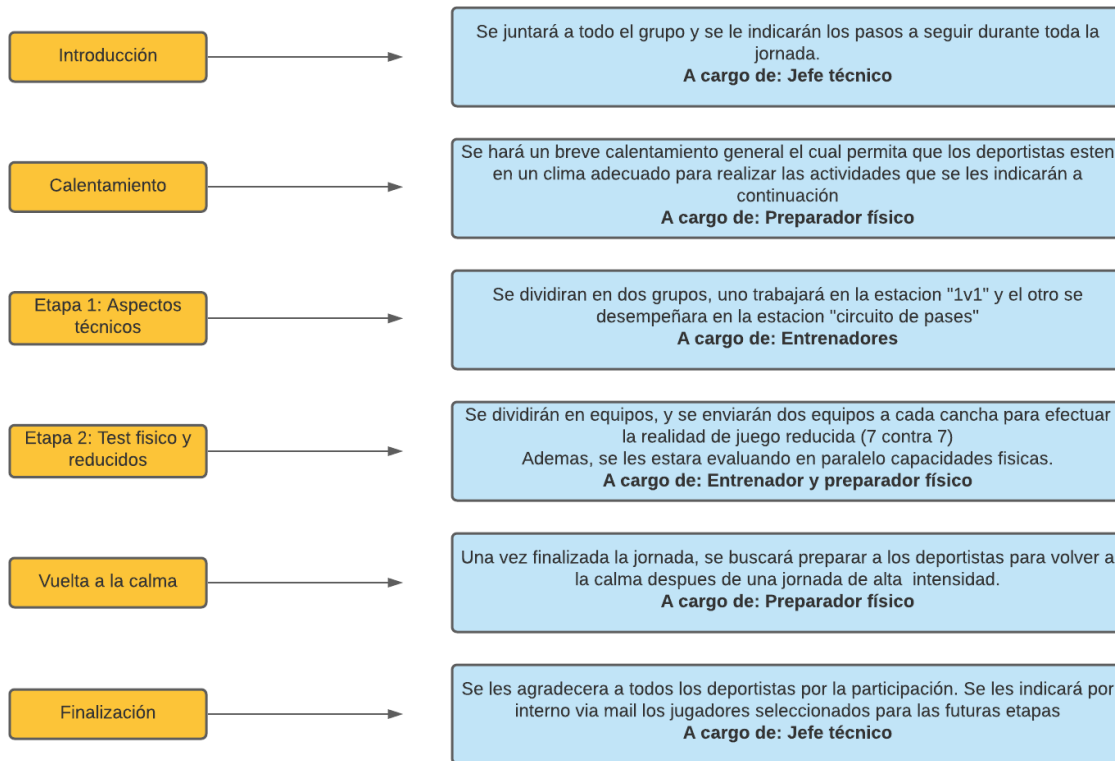 Introducción
Se juntará a todo el grupo y se le indicarán los pasos a seguir durante toda la
jornada.
A cargo de: Jefe técnico
Calentamiento
Se hará un breve calentamiento general el cual permita que los deportistas esten
en un clima adecuado para realizar las actividades que se les indicarán a
continuación
A cargo de: Preparador físico
Etapa 1: Aspectos
técnicos
Se dividiran en dos grupos, uno trabajará en la estacion "1v1" y el otro se
desempeñara en la estacion "circuito de pases"
A cargo de: Entrenadores
Etapa 2: Test fisico y
reducidos
Se dividirán en equipos, y se enviarán dos equipos a cada cancha para efectuar
la realidad de juego reducida (7 contra 7)
Ademas, se les estara evaluando en paralelo capacidades fisicas.
A cargo de: Entrenador y preparador físico
Vuelta a la calma
Una vez finalizada la jornada, se buscará preparar a los deportistas para volver a
la calma despues de una jornada de alta  intensidad.
A cargo de: Preparador físico
Finalización
Se les agradecera a todos los deportistas por la participación. Se les indicará por
interno via mail los jugadores seleccionados para las futuras etapas
A cargo de: Jefe técnico